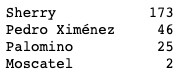 Sherry 173
Pedro Ximénez 46
Palomino 25
Moscatel 2